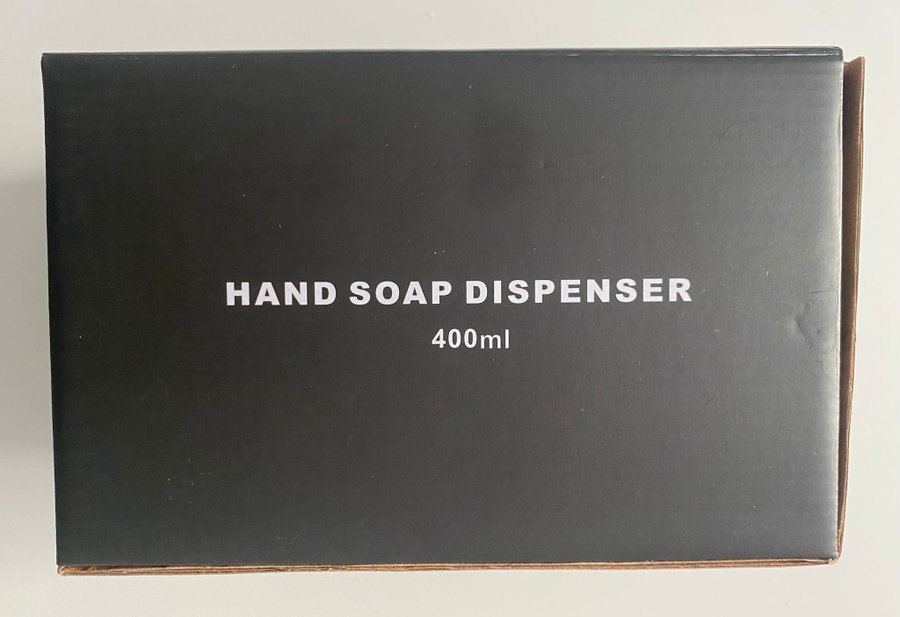 HAND SOAP DISPENSER
400ml